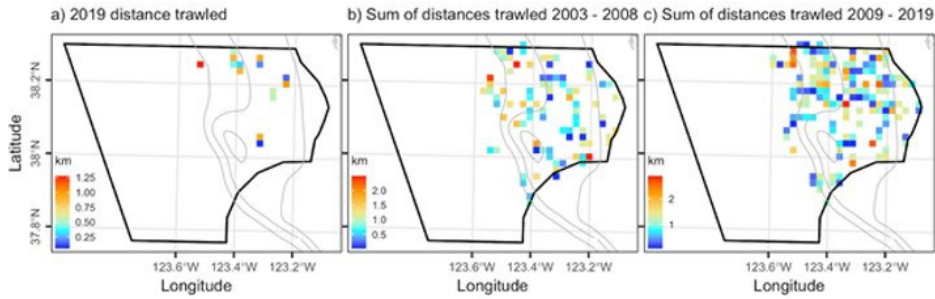 a) 2019 distance trawled
b) Sum of distances trawled 2003 - 2008
c) Sum of distances trawled 2009 - 2019
Latitude
38.2°N
38°N
37.8°N
km
1.25
1.00
0.75
0.50
0.25
123.6°W 123.4°W 123.2°W
Longitude
km
2.0
1.5
1.0
0.5
123.6°W 123.4°W 123.2°W
Longitude
km
2
1
123.6°W 123.4°W 123.2°W
Longitude